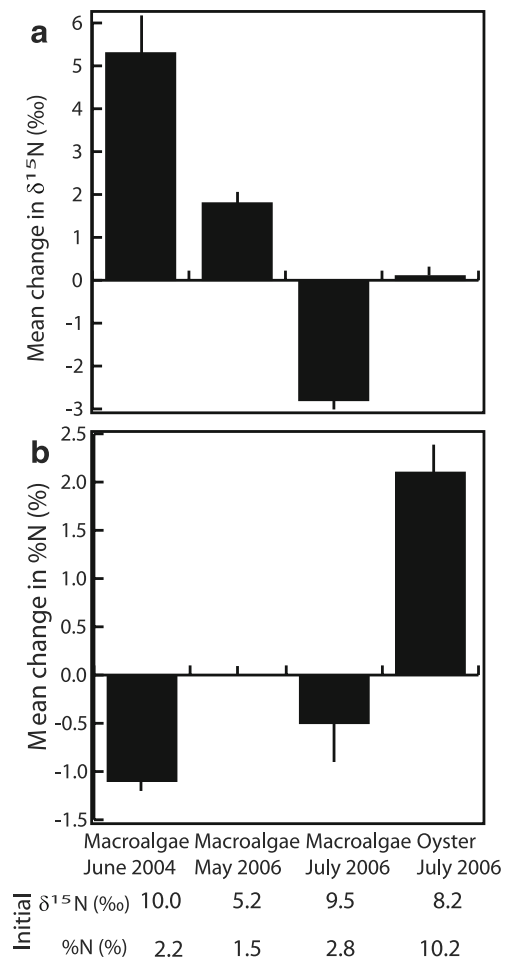 a
Mean change in δ¹⁵N (‰)
6
5
4
3
2
1
0
-1
-2
-3
b
Mean change in %N (%)
2.5
2.0
1.5
1.0
0.5
0.0
-0.5
-1.0
-1.5
Macroalgae Macroalgae Macroalgae Oyster
June 2004 May 2006 July 2006 July 2006
Initial
δ¹⁵N (‰) 10.0 5.2 9.5 8.2
%N (%) 2.2 1.5 2.8 10.2